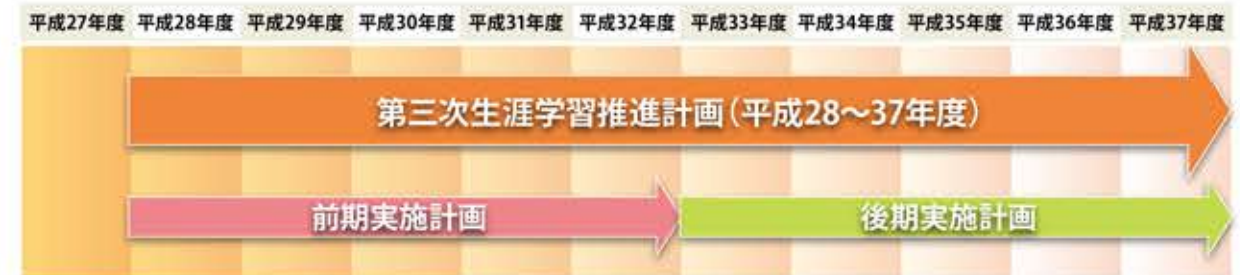 平成27年度 平成28年度 平成29年度 平成30年度 平成31年度 平成32年度 平成33年度 平成34年度 平成35年度 平成36年度 平成37年度
第三次生涯学習推進計画(平成28～37年度)
前期実施計画 後期実施計画